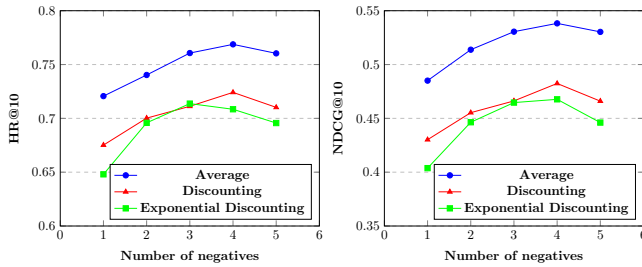 0.8
0.75
0.7
0.65
0.6
HR@10
0 1 2 3 4 5 6
Number of negatives
Average
Discounting
Exponential Discounting
0.55
0.5
0.45
0.4
0.35
NDCG@10
0 1 2 3 4 5 6
Number of negatives
Average
Discounting
Exponential Discounting